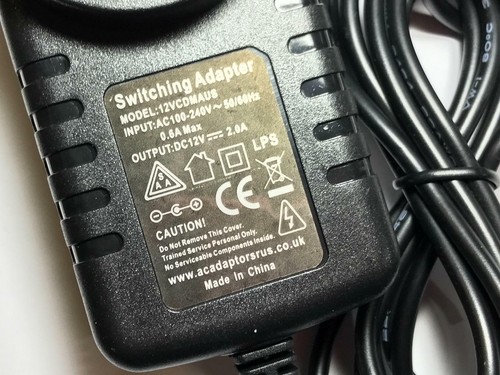 Switching Adapter
MODEL:12VCDMAUS
INPUT:AC100-240V～50/60Hz
0.6A Max
OUTPUT:DC12V⎓2.0A
LPS
SAA
CE
CAUTION!
Do Not Remove This Cover.
Trained Service Personal Only.
No Serviceable Components Inside.
www.acadaptorsrus.co.uk
Made In China